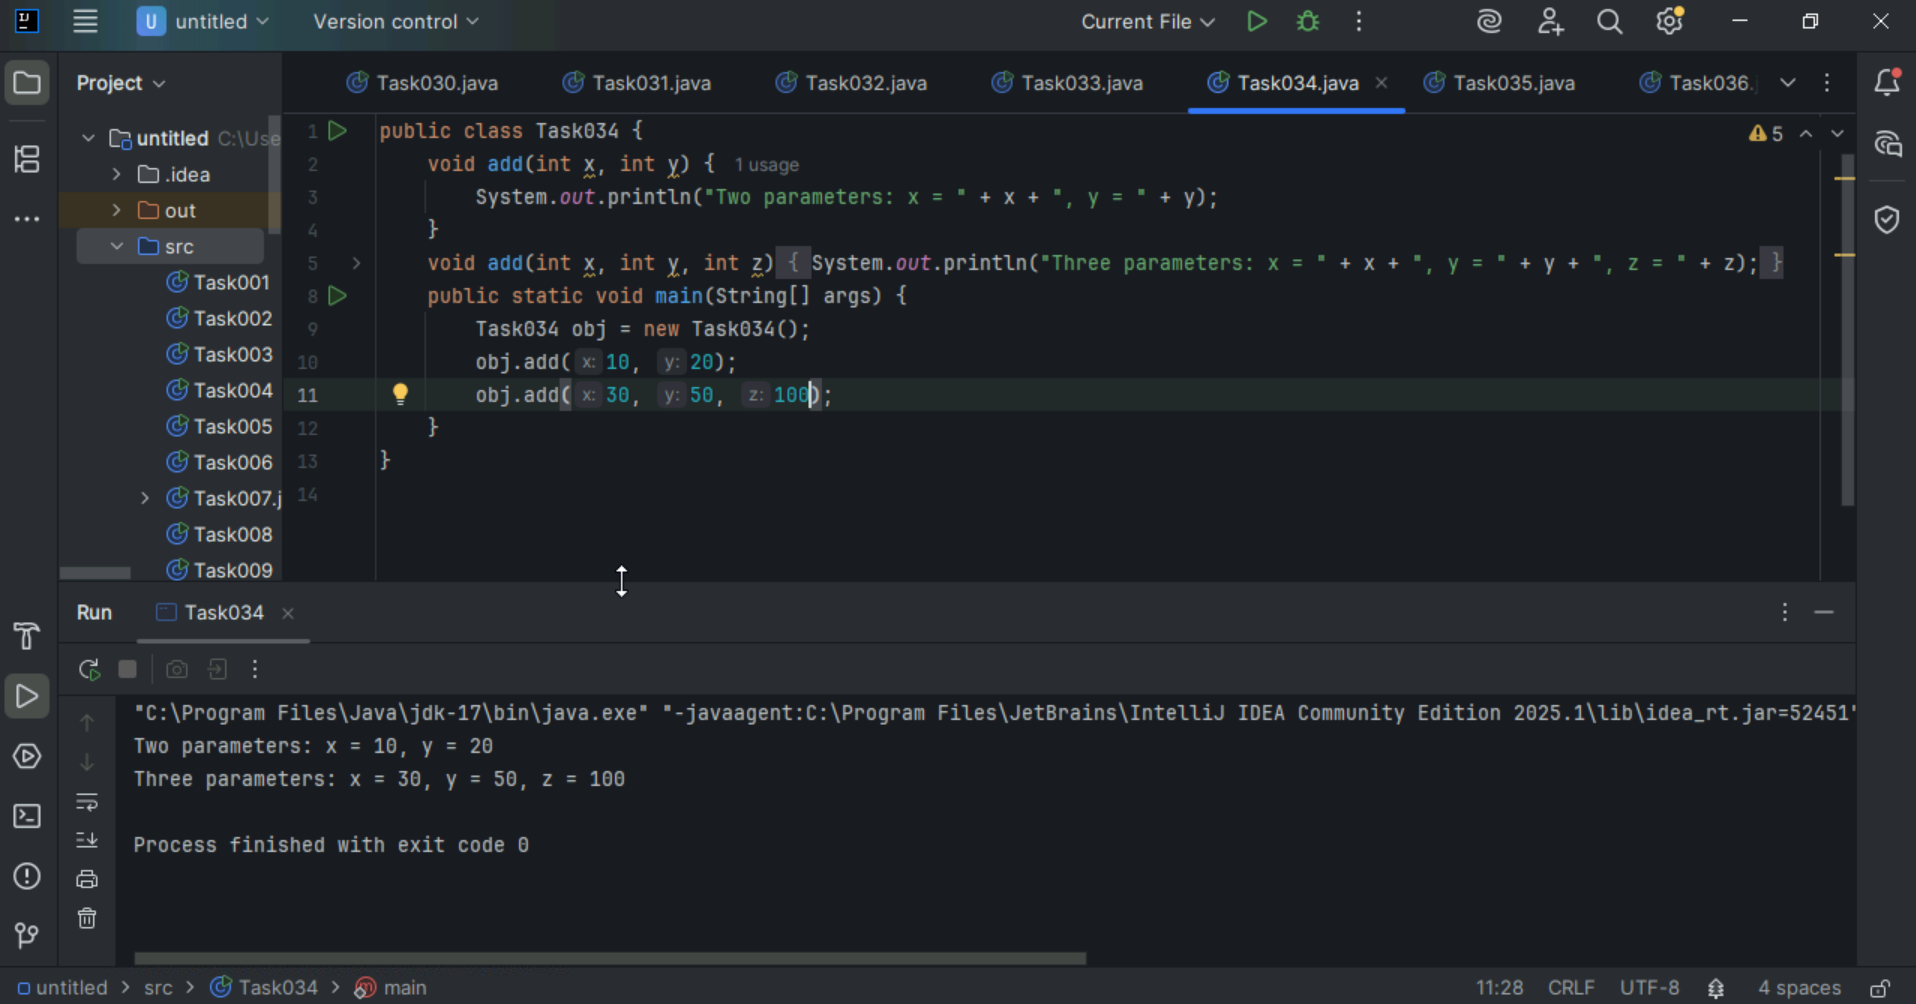 U untitled Version control Current File
Project
Task030.java Task031.java Task032.java Task033.java Task034.java Task035.java Task036.
untitled C:\Use
.idea
out
src
Task001
Task002
Task003
Task004
Task005
Task006
Task007.j
Task008
Task009
1 public class Task034 {
2 void add(int x, int y) { 1 usage
3 System.out.println("Two parameters: x = " + x + ", y = " + y);
4 }
5 void add(int x, int y, int z) { System.out.println("Three parameters: x = " + x + ", y = " + y + ", z = " + z); }
8 public static void main(String[] args) {
9 Task034 obj = new Task034();
10 obj.add( x: 10, y: 20);
11 obj.add( x: 30, y: 50, z: 100);
12 }
13 }
14
5
Run Task034
"C:\Program Files\Java\jdk-17\bin\java.exe" "-javaagent:C:\Program Files\JetBrains\IntelliJ IDEA Community Edition 2025.1\lib\idea_rt.jar=52451"
Two parameters: x = 10, y = 20
Three parameters: x = 30, y = 50, z = 100
Process finished with exit code 0
untitled > src > Task034 > main 11:28 CRLF UTF-8 4 spaces